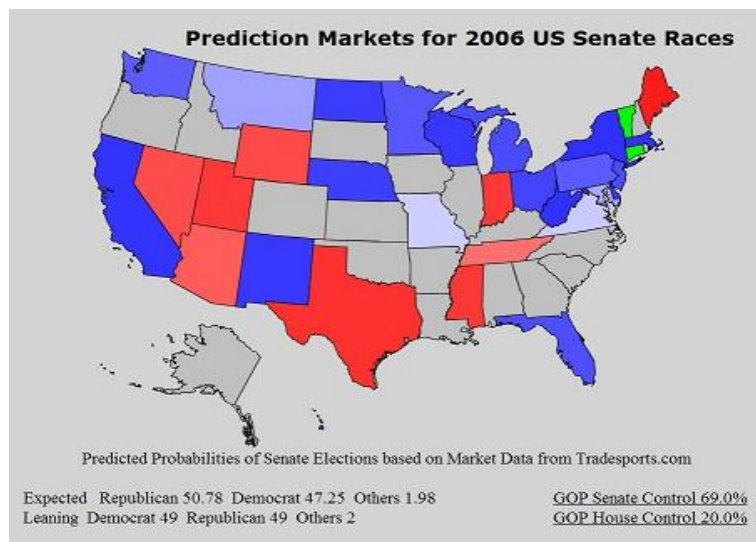 Prediction Markets for 2006 US Senate Races
Predicted Probabilities of Senate Elections based on Market Data from Tradesports.com
Expected Republican 50.78 Democrat 47.25 Others 1.98
GOP Senate Control 69.0%
Leaning Democrat 49 Republican 49 Others 2
GOP House Control 20.0%